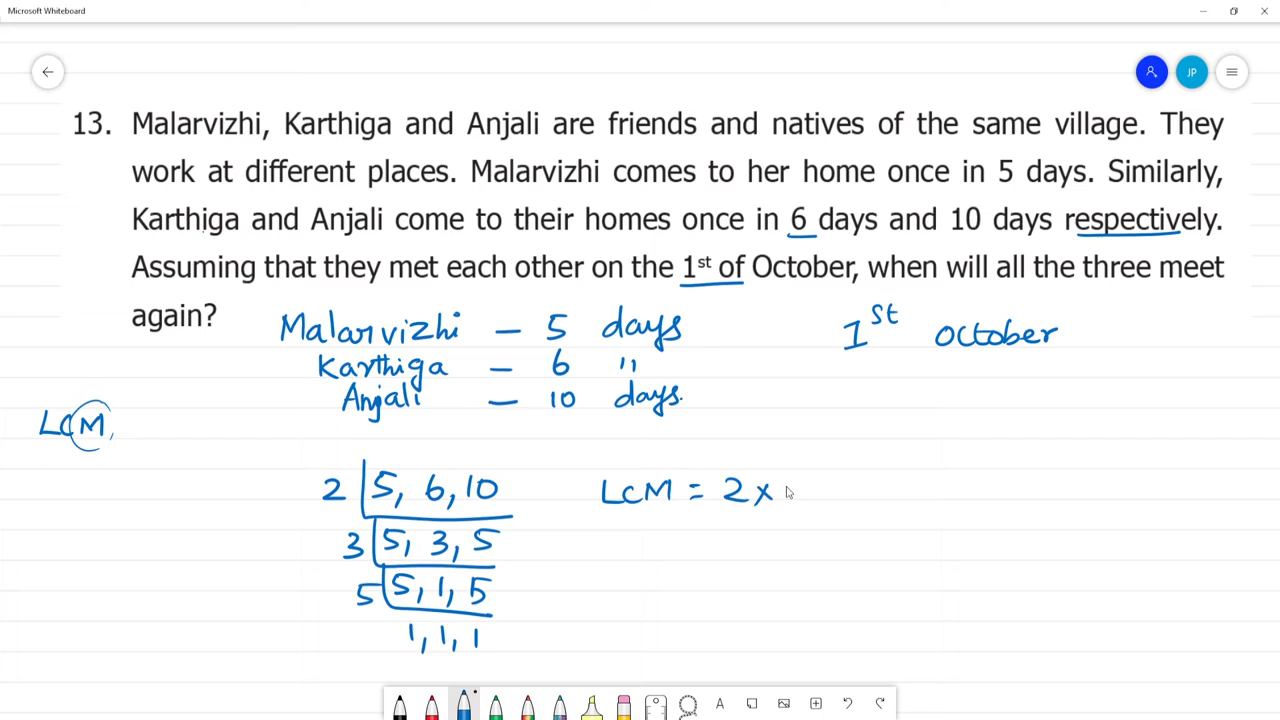 Microsoft Whiteboard
JP
13. Malarvizhi, Karthiga and Anjali are friends and natives of the same village. They
work at different places. Malarvizhi comes to her home once in 5 days. Similarly,
Karthiga and Anjali come to their homes once in 6 days and 10 days respectively.
Assuming that they met each other on the 1st of October, when will all the three meet
again?
Malarvizhi – 5 days
1st October
Karthiga – 6 "
Anjali – 10 days.
LCM,
2 5, 6, 10
LCM = 2 x
3 5, 3, 5
5 5, 1, 5
1, 1, 1
A